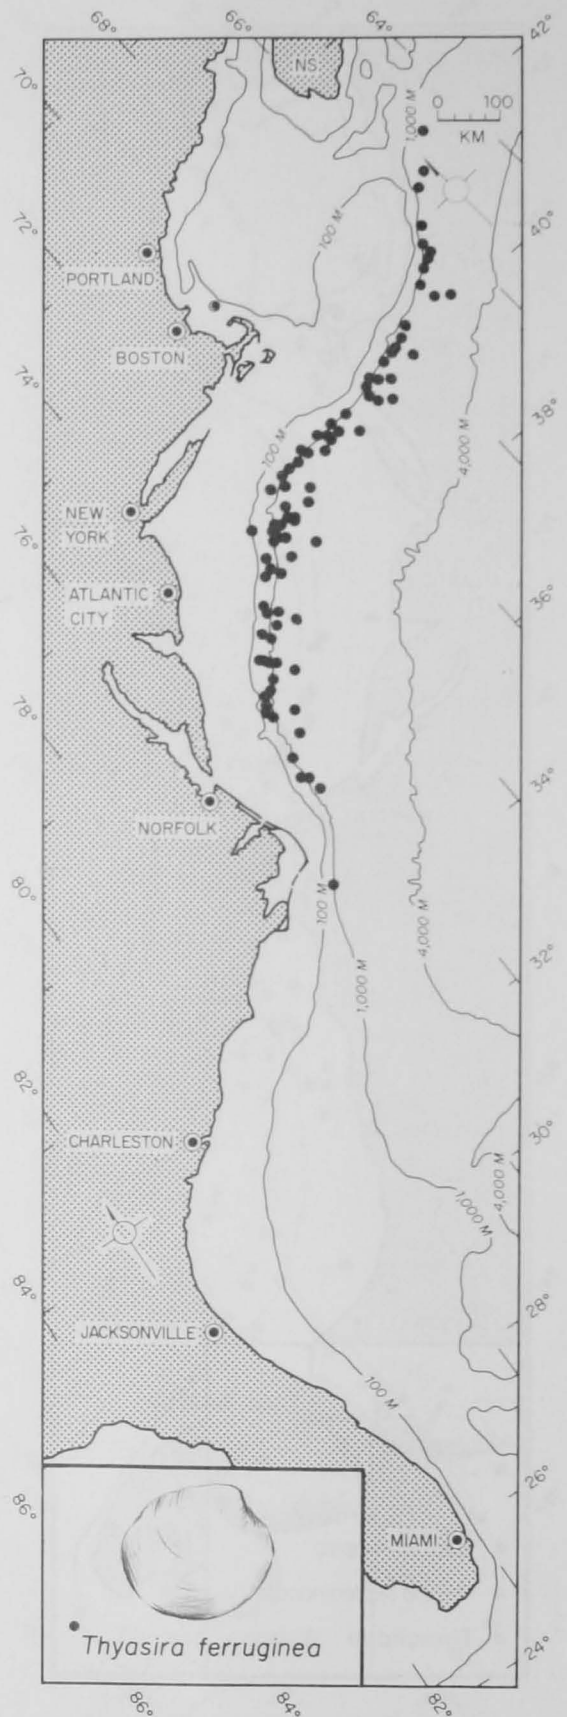 68°
66°
64°
42°
70°
NS.
1,000 M
0 100
KM
72°
100 M
40°
PORTLAND
BOSTON
74°
38°
100 M
4,000 M
NEW
YORK
76°
ATLANTIC
CITY
36°
78°
34°
NORFOLK
80°
100 M
4,000 M
32°
1,000 M
82°
CHARLESTON
30°
4,000 M
1,000 M
84°
28°
JACKSONVILLE
100 M
26°
86°
MIAMI
Thyasira ferruginea
24°
86°
84°
82°